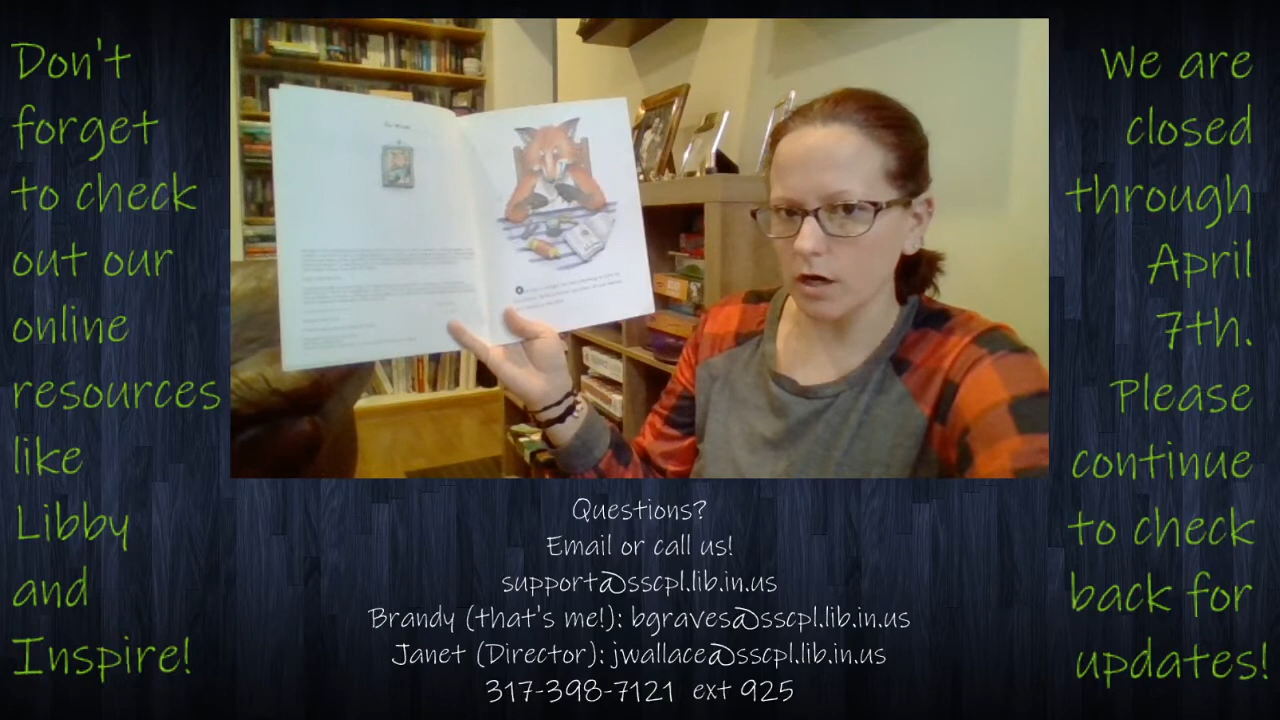 Don't
forget
to check
out our
online
resources
like
Libby
and
Inspire!
We are
closed
through
April
7th.
Please
continue
to check
back for
updates!
Questions?
Email or call us!
support@sscpl.lib.in.us
Brandy (that's me!): bgraves@sscpl.lib.in.us
Janet (Director): jwallace@sscpl.lib.in.us
317-398-7121 ext 925